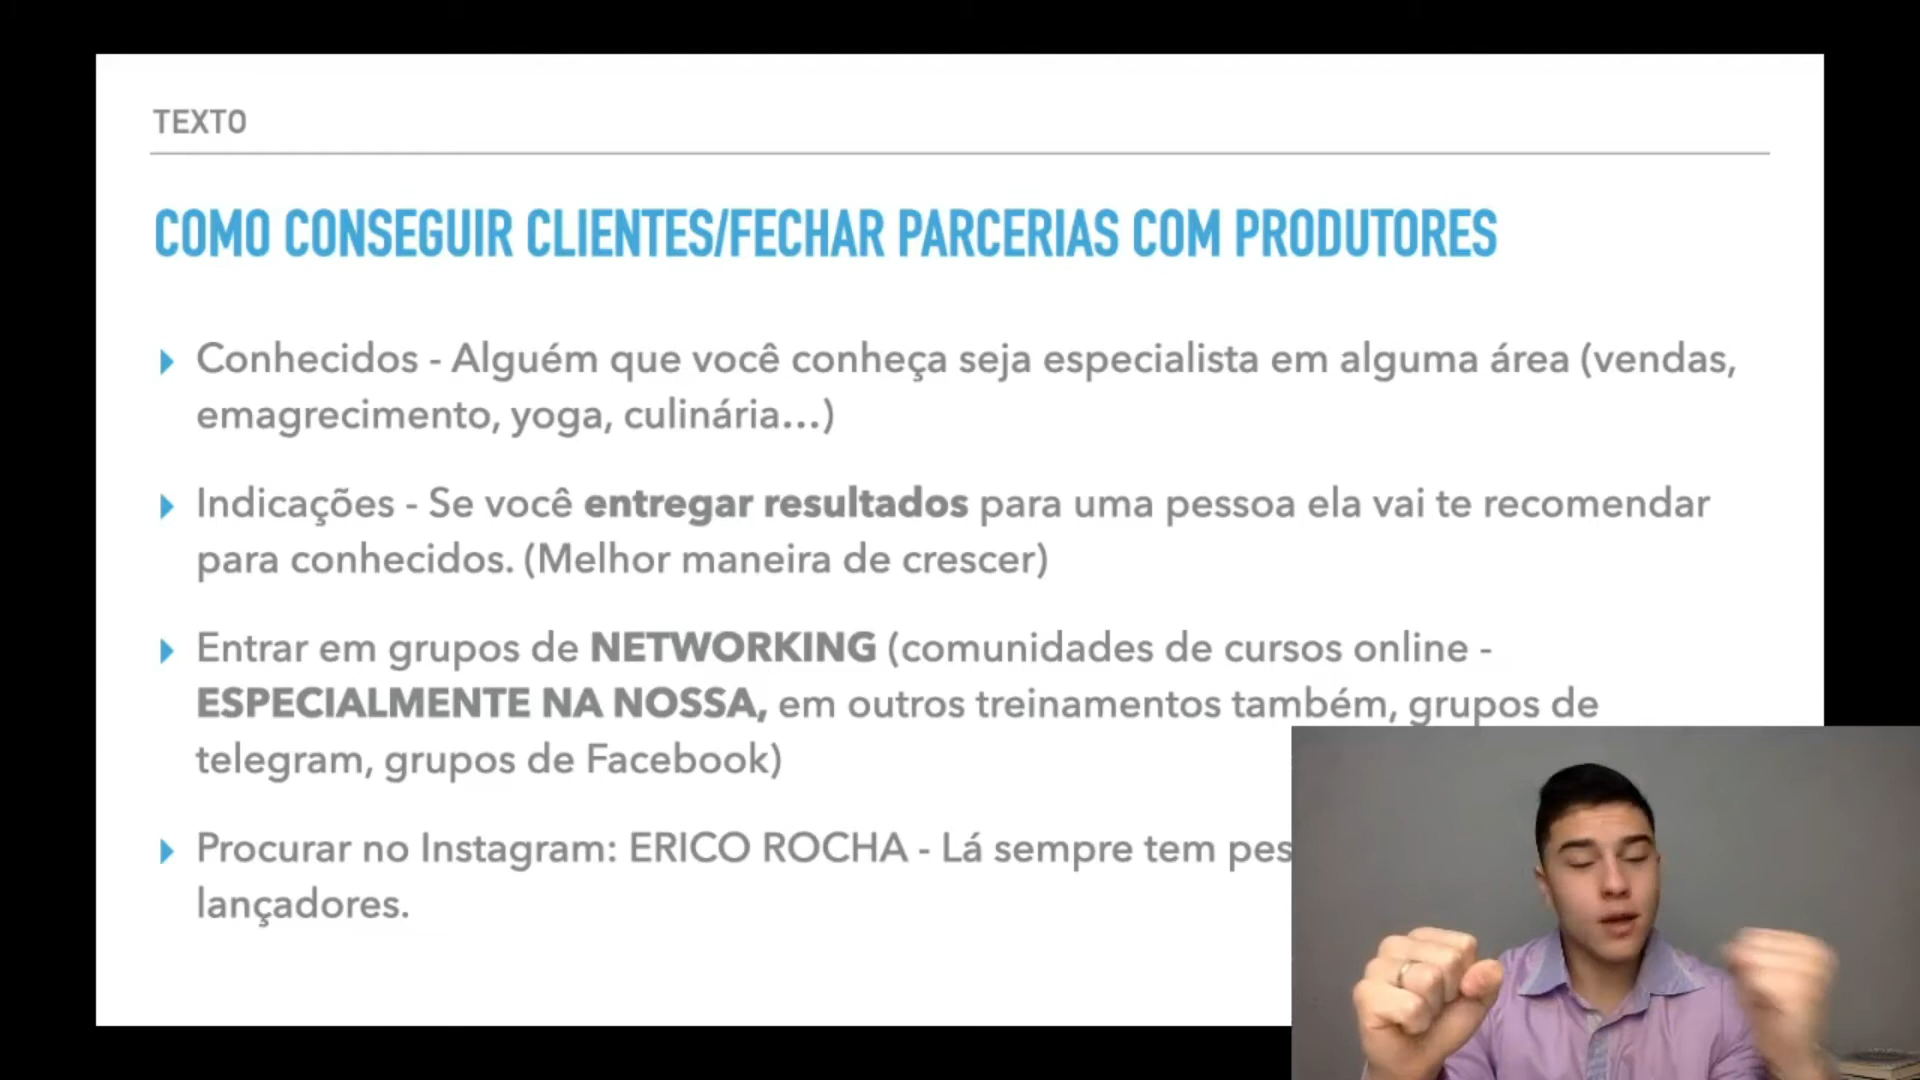 TEXTO
COMO CONSEGUIR CLIENTES/FECHAR PARCERIAS COM PRODUTORES
Conhecidos - Alguém que você conheça seja especialista em alguma área (vendas,
emagrecimento, yoga, culinária...)
Indicações - Se você entregar resultados para uma pessoa ela vai te recomendar
para conhecidos. (Melhor maneira de crescer)
Entrar em grupos de NETWORKING (comunidades de cursos online -
ESPECIALMENTE NA NOSSA, em outros treinamentos também, grupos de
telegram, grupos de Facebook)
Procurar no Instagram: ERICO ROCHA - Lá sempre tem
lançadores.